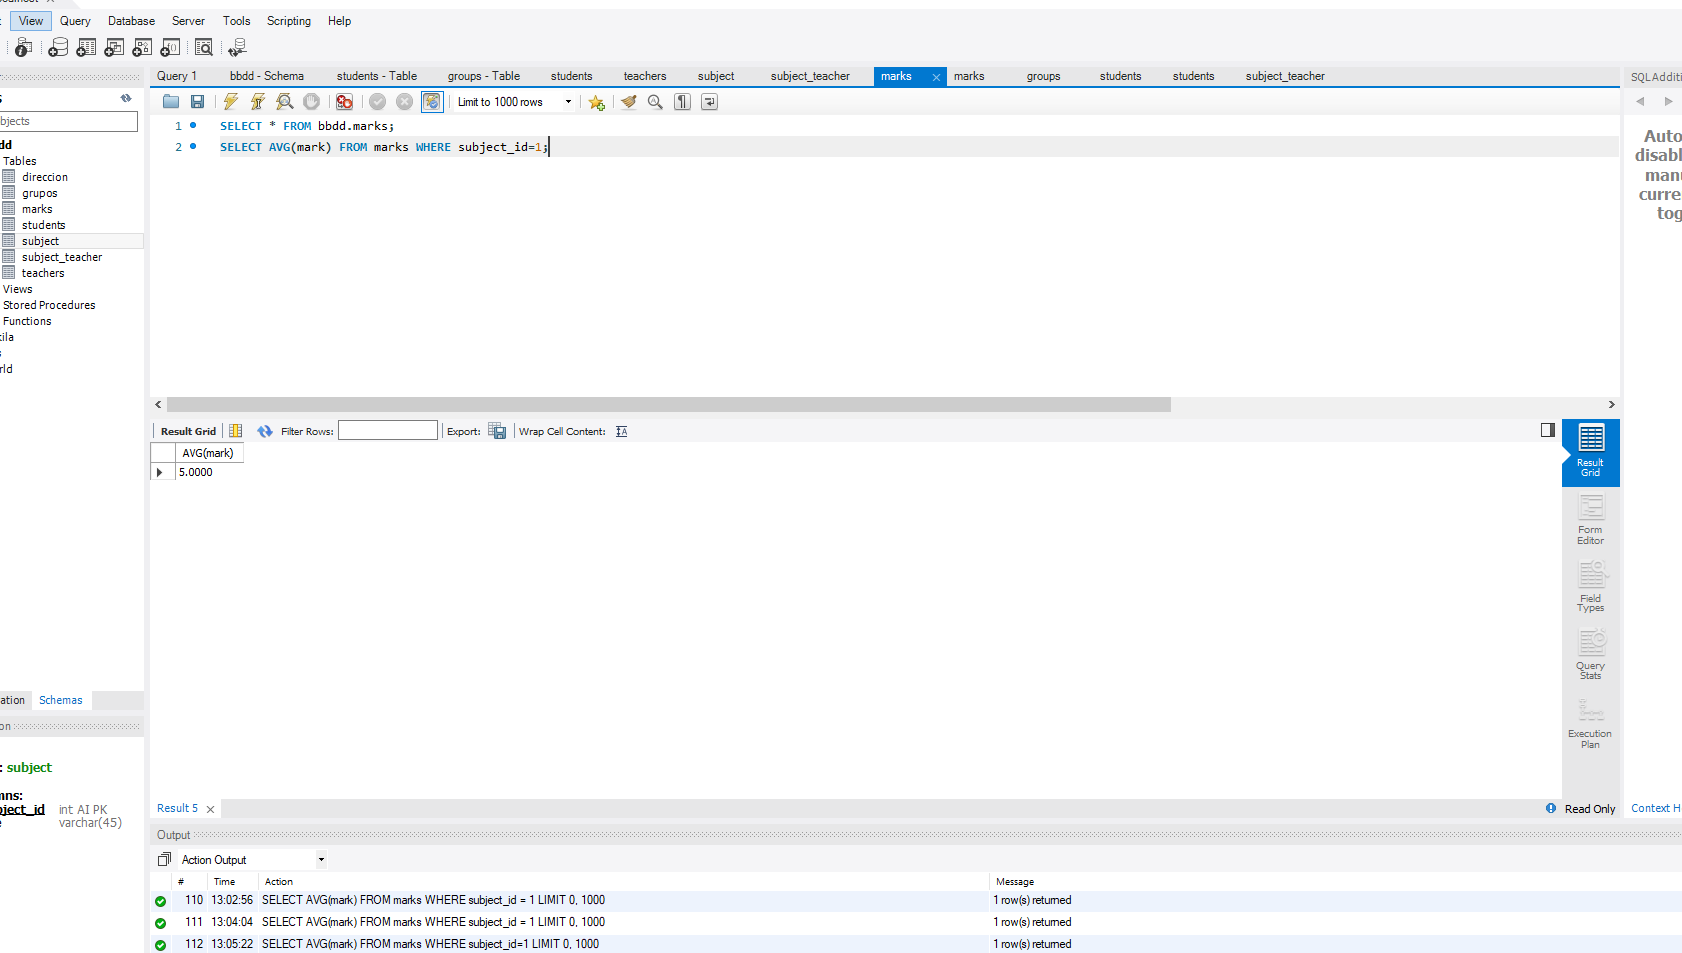 View Query Database Server Tools Scripting Help
Query 1 bbdd - Schema students - Table groups - Table students teachers subject subject_teacher marks marks groups students students subject_teacher
SQL Additi
Limit to 1000 rows
bjects
dd
Tables
direccion
grupos
marks
students
subject
subject_teacher
teachers
Views
Stored Procedures
Functions
kila
rld
1 SELECT * FROM bbdd.marks;
2 SELECT AVG(mark) FROM marks WHERE subject_id=1;
Auto
disabl
manu
curre
tog
Result Grid Filter Rows: Export: Wrap Cell Content:
AVG(mark)
5.0000
Result
Grid
Form
Editor
Field
Types
Query
Stats
Execution
Plan
ation Schemas
on
: subject
mns:
bject_id int AI PK
e varchar(45)
Result 5 Read Only Context H
Output
Action Output
# Time Action Message
110 13:02:56 SELECT AVG(mark) FROM marks WHERE subject_id = 1 LIMIT 0, 1000 1 row(s) returned
111 13:04:04 SELECT AVG(mark) FROM marks WHERE subject_id = 1 LIMIT 0, 1000 1 row(s) returned
112 13:05:22 SELECT AVG(mark) FROM marks WHERE subject_id=1 LIMIT 0, 1000 1 row(s) returned